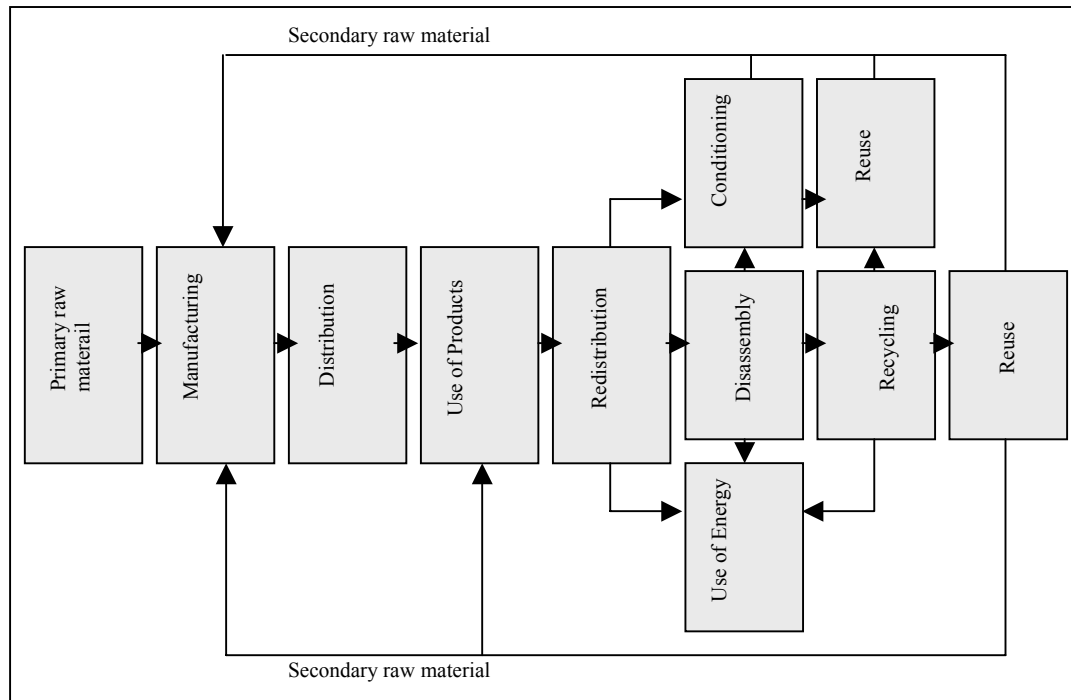 Secondary raw material
Conditioning
Reuse
Primary raw
materail
Manufacturing
Distribution
Use of Products
Redistribution
Disassembly
Recycling
Reuse
Use of Energy
Secondary raw material